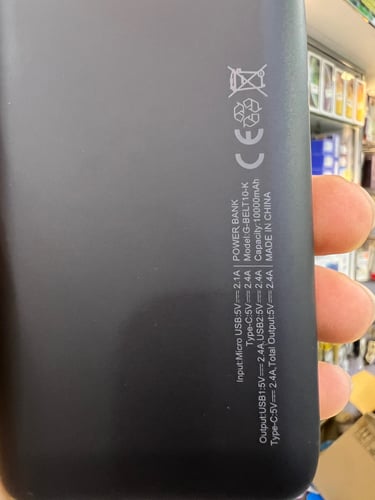 POWER BANK
Model:G-BELT10-K
Capacity:10000mAh
MADE IN CHINA
Input:Micro USB:5V⎓2.1A
Type-C:5V⎓2.4A
Output:USB1:5V⎓2.4A,USB2:5V⎓2.4A
Type-C:5V⎓2.4A,Total Output:5V⎓2.4A
CE